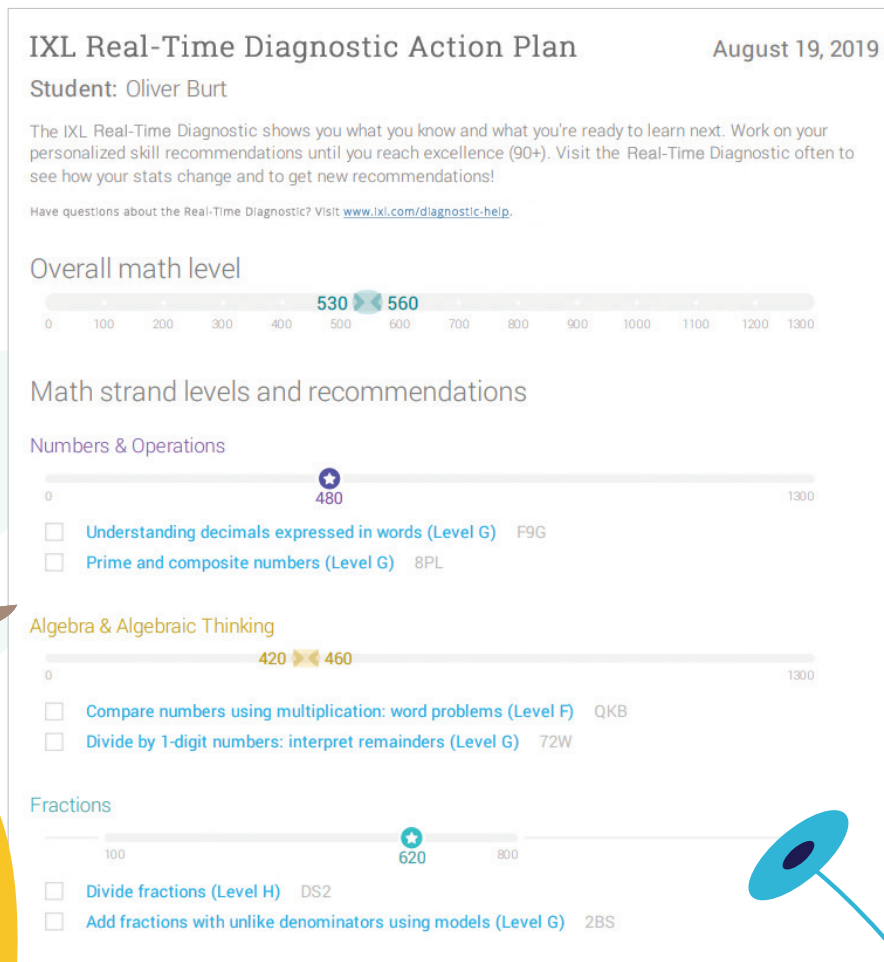 IXL Real-Time Diagnostic Action Plan August 19, 2019
Student: Oliver Burt
The IXL Real-Time Diagnostic shows you what you know and what you're ready to learn next. Work on your
personalized skill recommendations until you reach excellence (90+). Visit the Real-Time Diagnostic often to
see how your stats change and to get new recommendations!
Have questions about the Real-Time Diagnostic? Visit www.ixl.com/diagnostic-help.
Overall math level
530 560
0 100 200 300 400 500 600 700 800 900 1000 1100 1200 1300
Math strand levels and recommendations
Numbers & Operations
0 480 1300
Understanding decimals expressed in words (Level G) F9G
Prime and composite numbers (Level G) 8PL
Algebra & Algebraic Thinking
420 460
0 1300
Compare numbers using multiplication: word problems (Level F) QKB
Divide by 1-digit numbers: interpret remainders (Level G) 72W
Fractions
100 620 800
Divide fractions (Level H) DS2
Add fractions with unlike denominators using models (Level G) 2BS